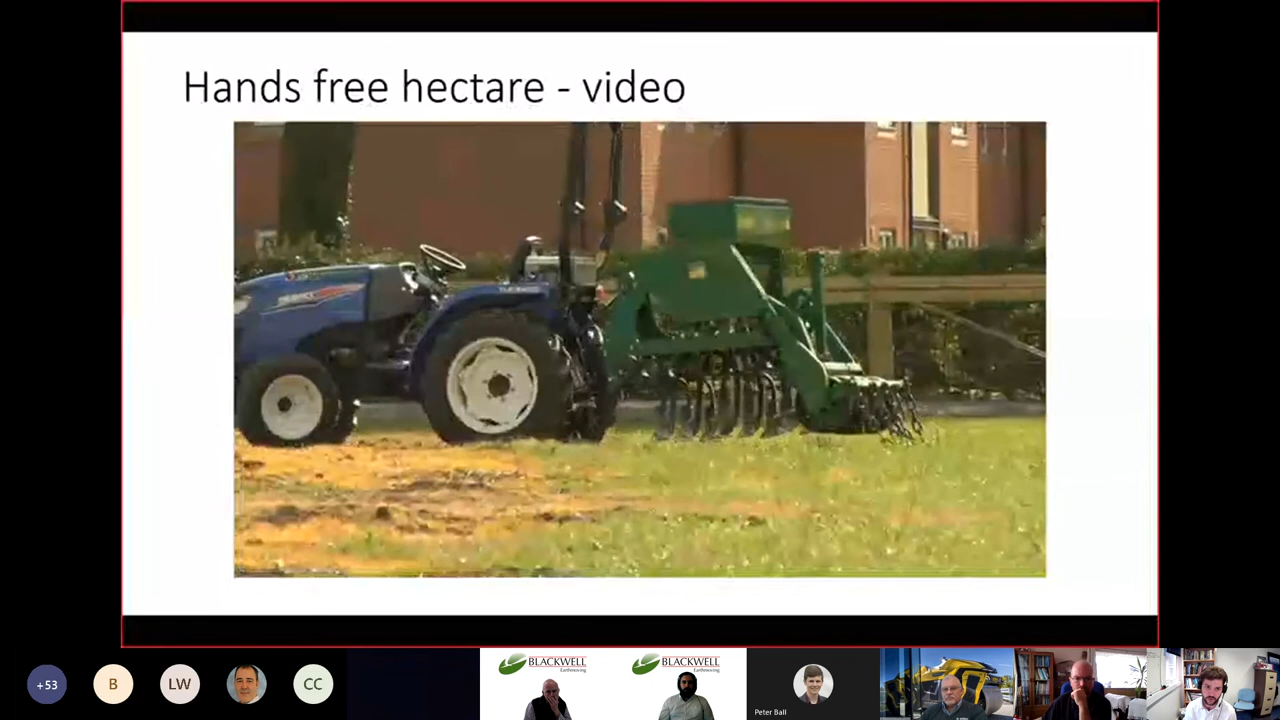 Hands free hectare - video
+53
B
LW
CC
BLACKWELL
Earthmoving
BLACKWELL
Earthmoving
Peter Ball